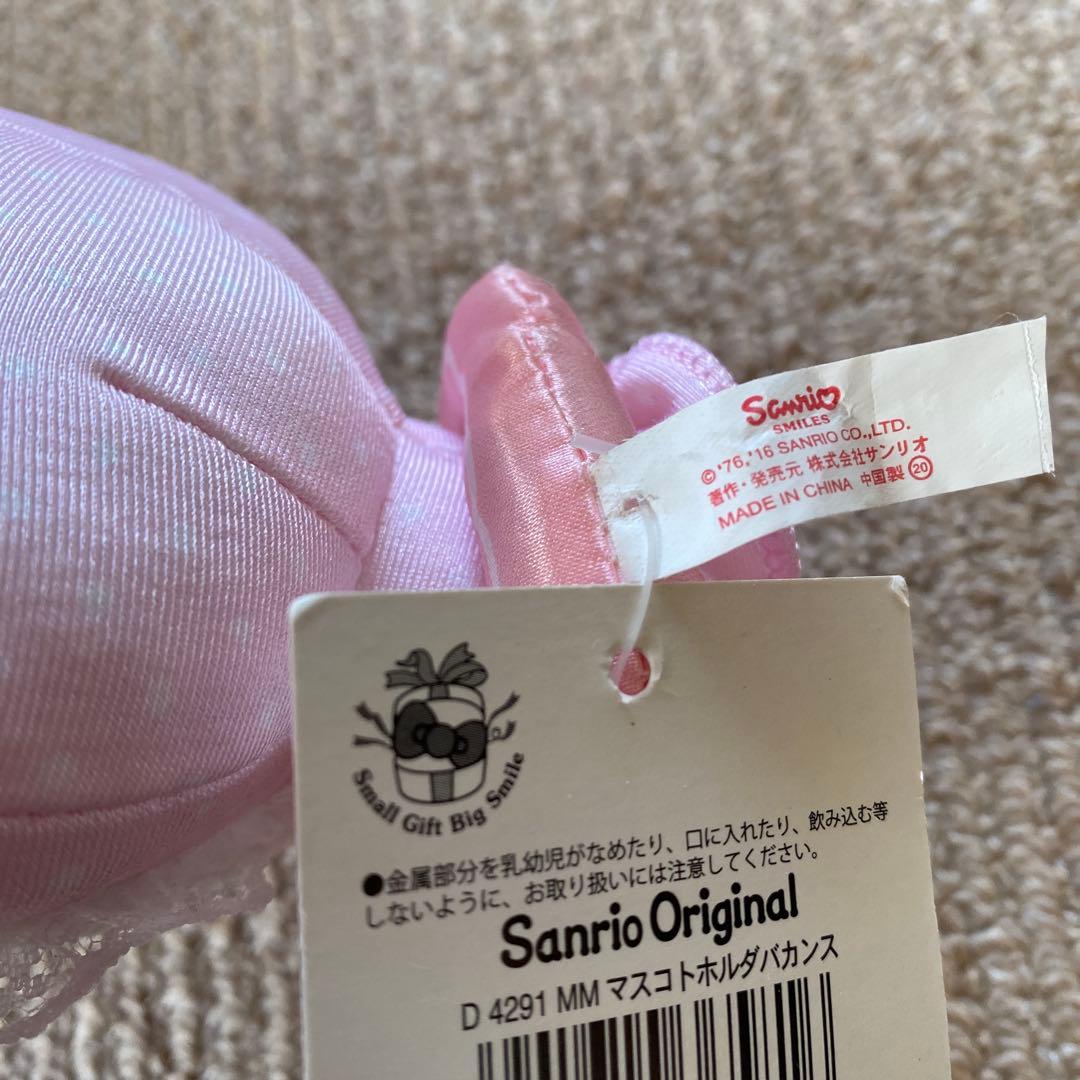 Sanrio
SMILES
©'76,'16 SANRIO CO.,LTD.
著作・発売元 株式会社サンリオ
MADE IN CHINA 中国製 20
Small Gift Big Smile
●金属部分を乳幼児がなめたり、口に入れたり、飲み込む等
しないように、お取り扱いには注意してください。
Sanrio Original
D 4291 MM マスコトホルダバカンス